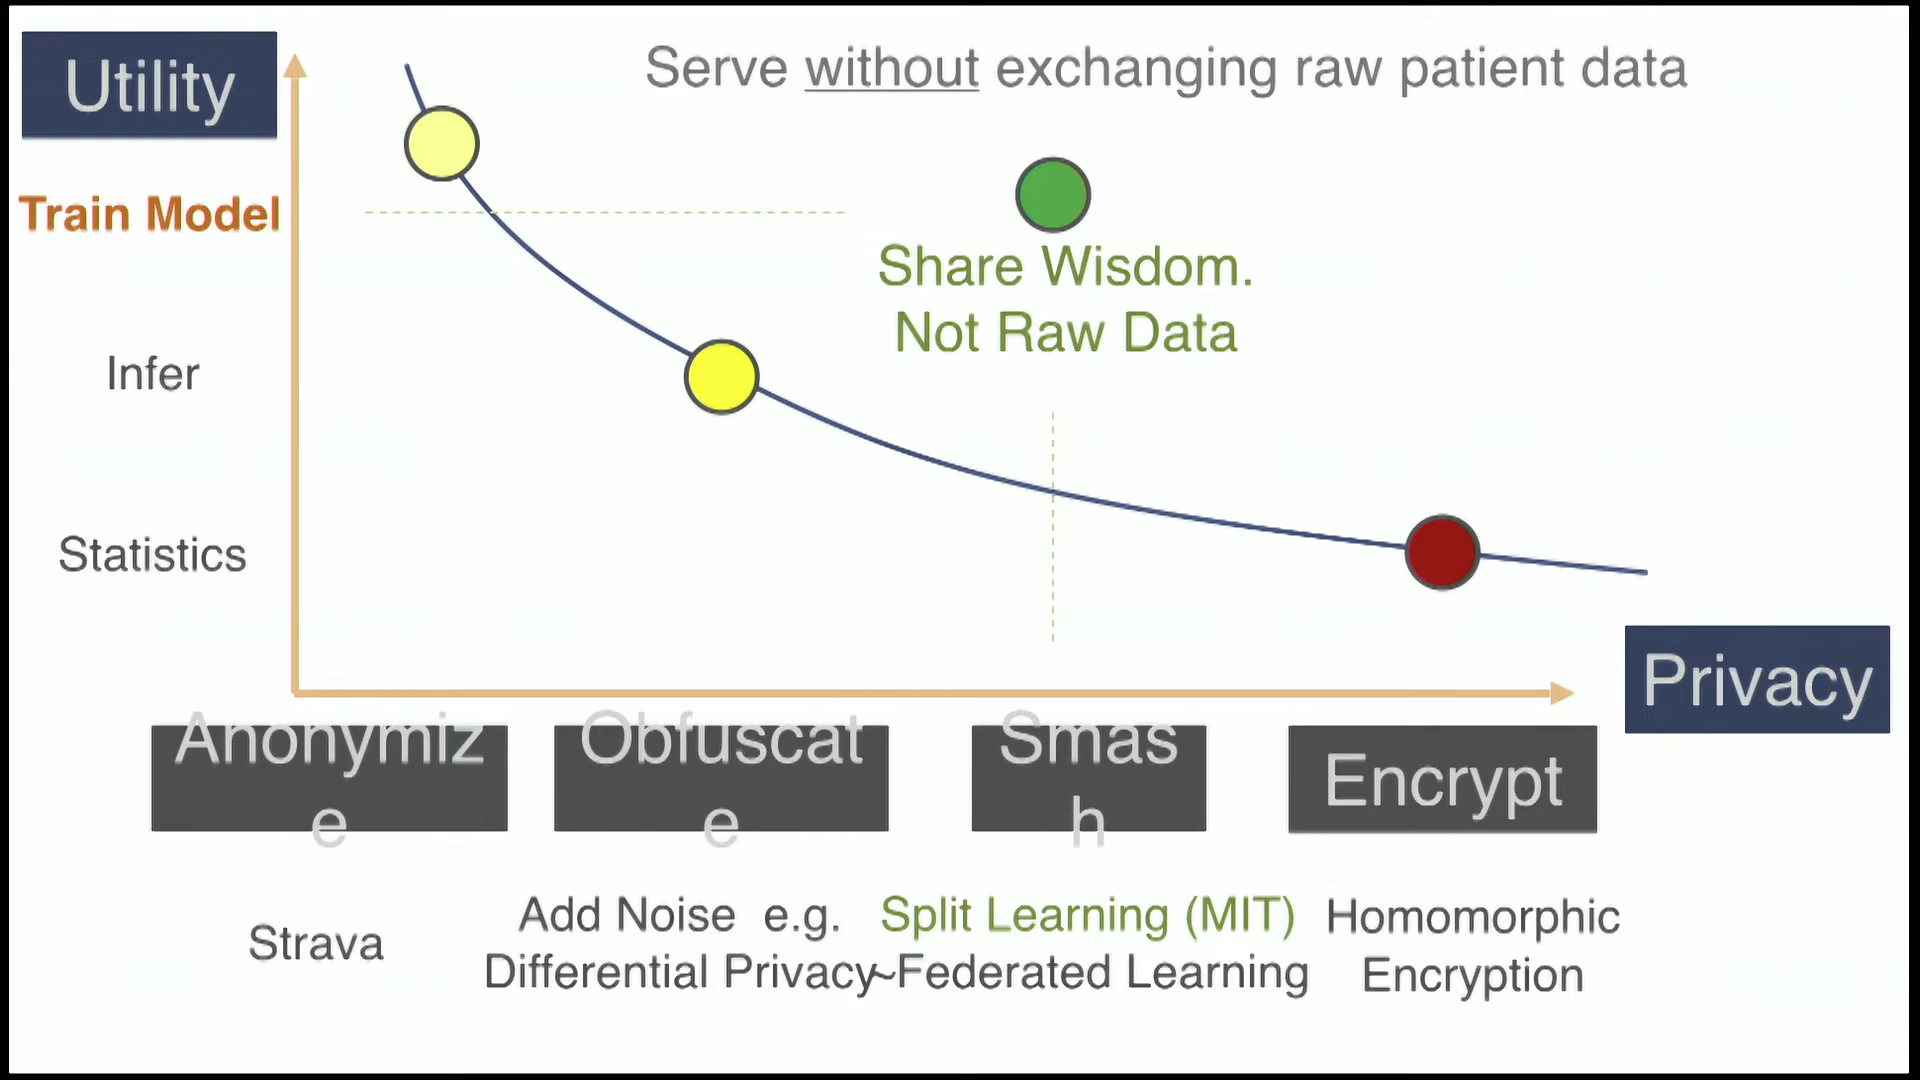 Utility
Serve without exchanging raw patient data
Train Model
Share Wisdom.
Not Raw Data
Infer
Statistics
Privacy
Anonymiz
e
Obfuscat
e
Smas
h
Encrypt
Strava
Add Noise e.g.
Differential Privacy
Split Learning (MIT)
~Federated Learning
Homomorphic
Encryption